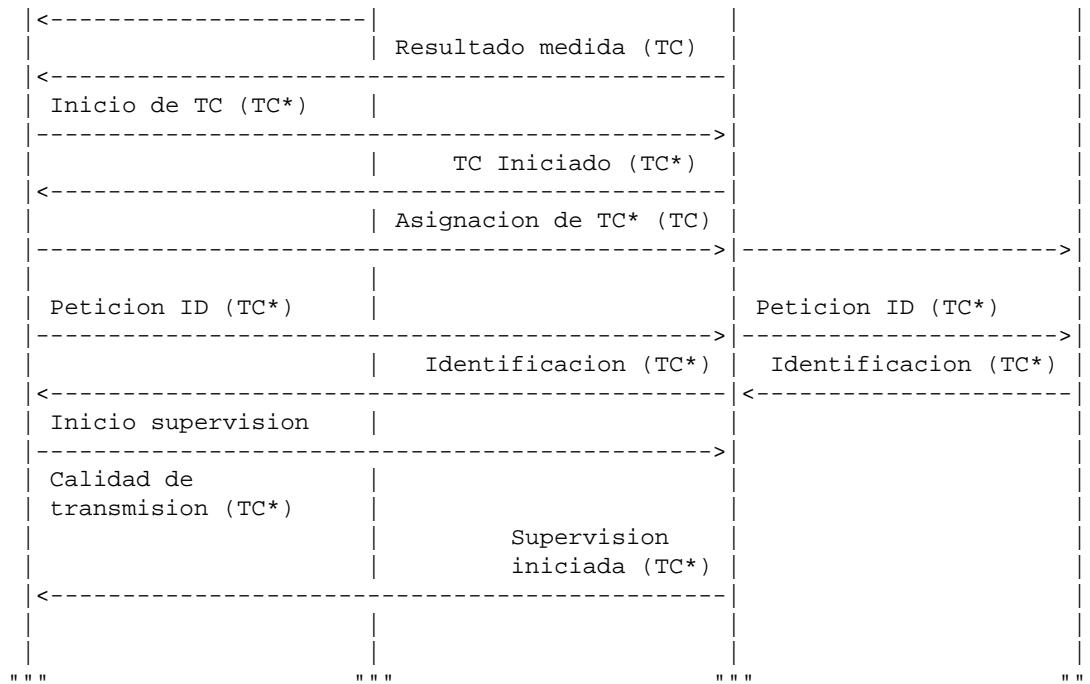 Resultado medida (TC)
Inicio de TC (TC*)
TC Iniciado (TC*)
Asignacion de TC* (TC)
Peticion ID (TC*) Peticion ID (TC*)
Identificacion (TC*) Identificacion (TC*)
Inicio supervision
Calidad de
transmision (TC*)
Supervision
iniciada (TC*)
""" """ """ ""